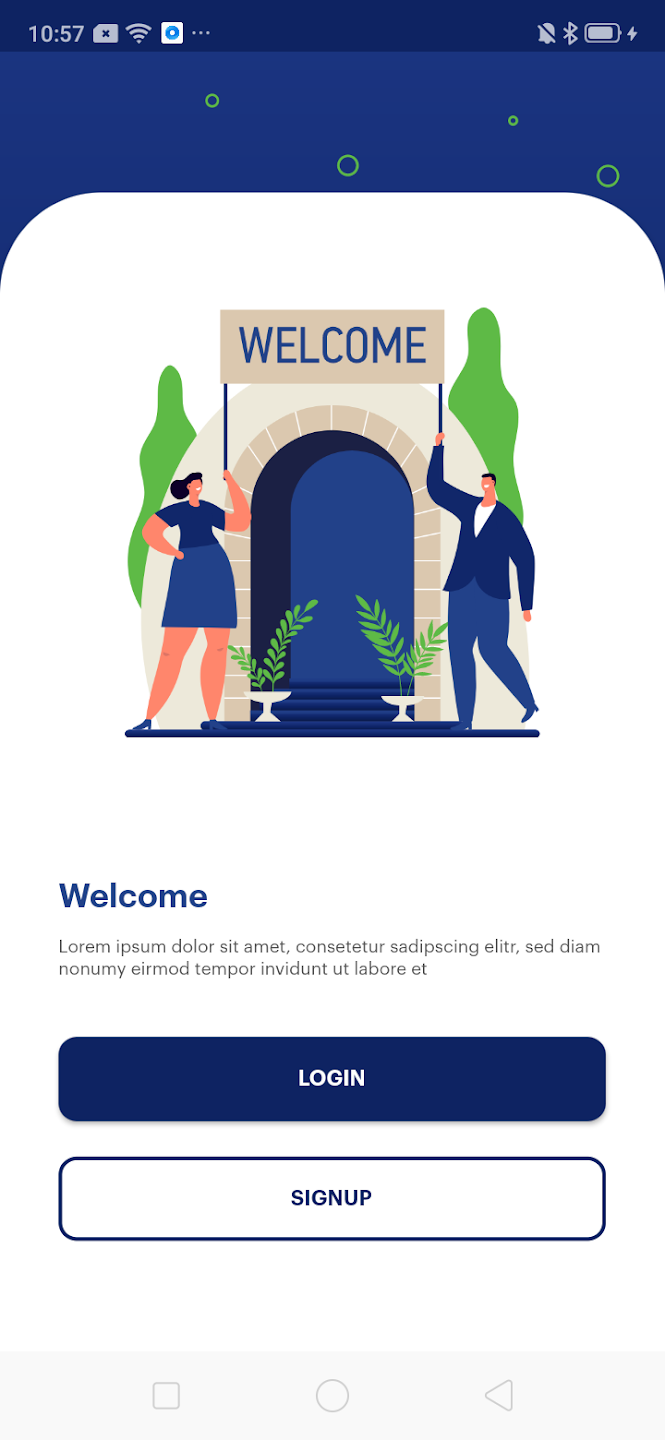 10:57
WELCOME
Welcome
Lorem ipsum dolor sit amet, consetetur sadipscing elitr, sed diam
nonumy eirmod tempor invidunt ut labore et
LOGIN
SIGNUP